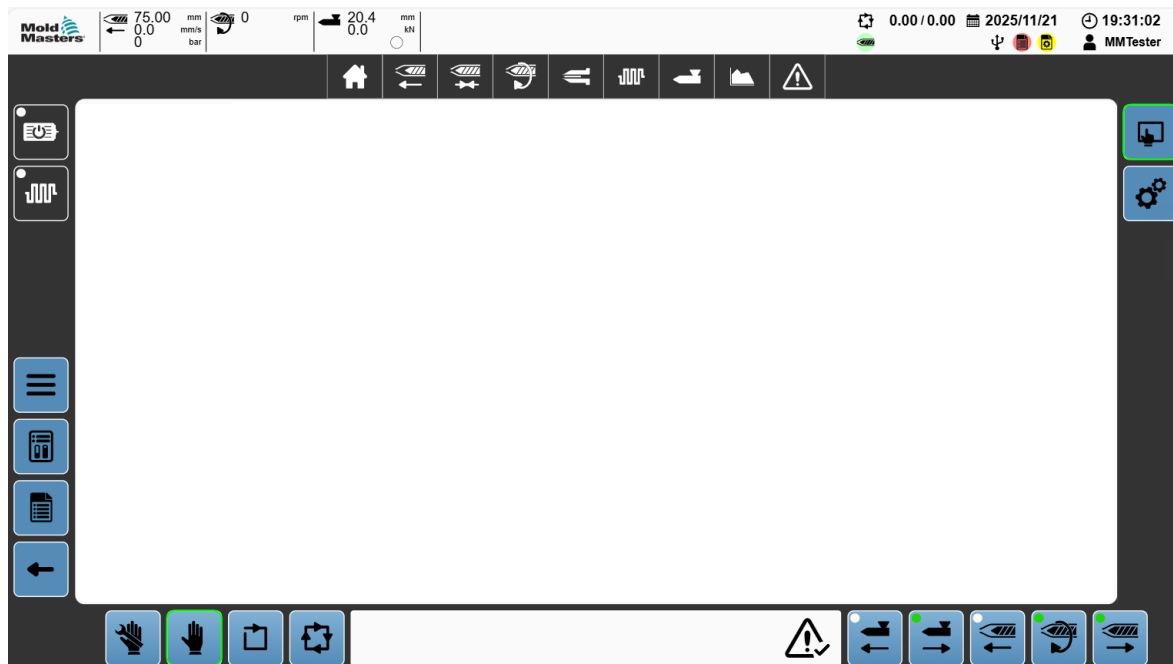 Mold
Masters
75.00 mm
0.0 mm/s
0 bar
0 rpm
20.4 mm
0.0 kN
0.00 / 0.00
2025/11/21
19:31:02
MMTester